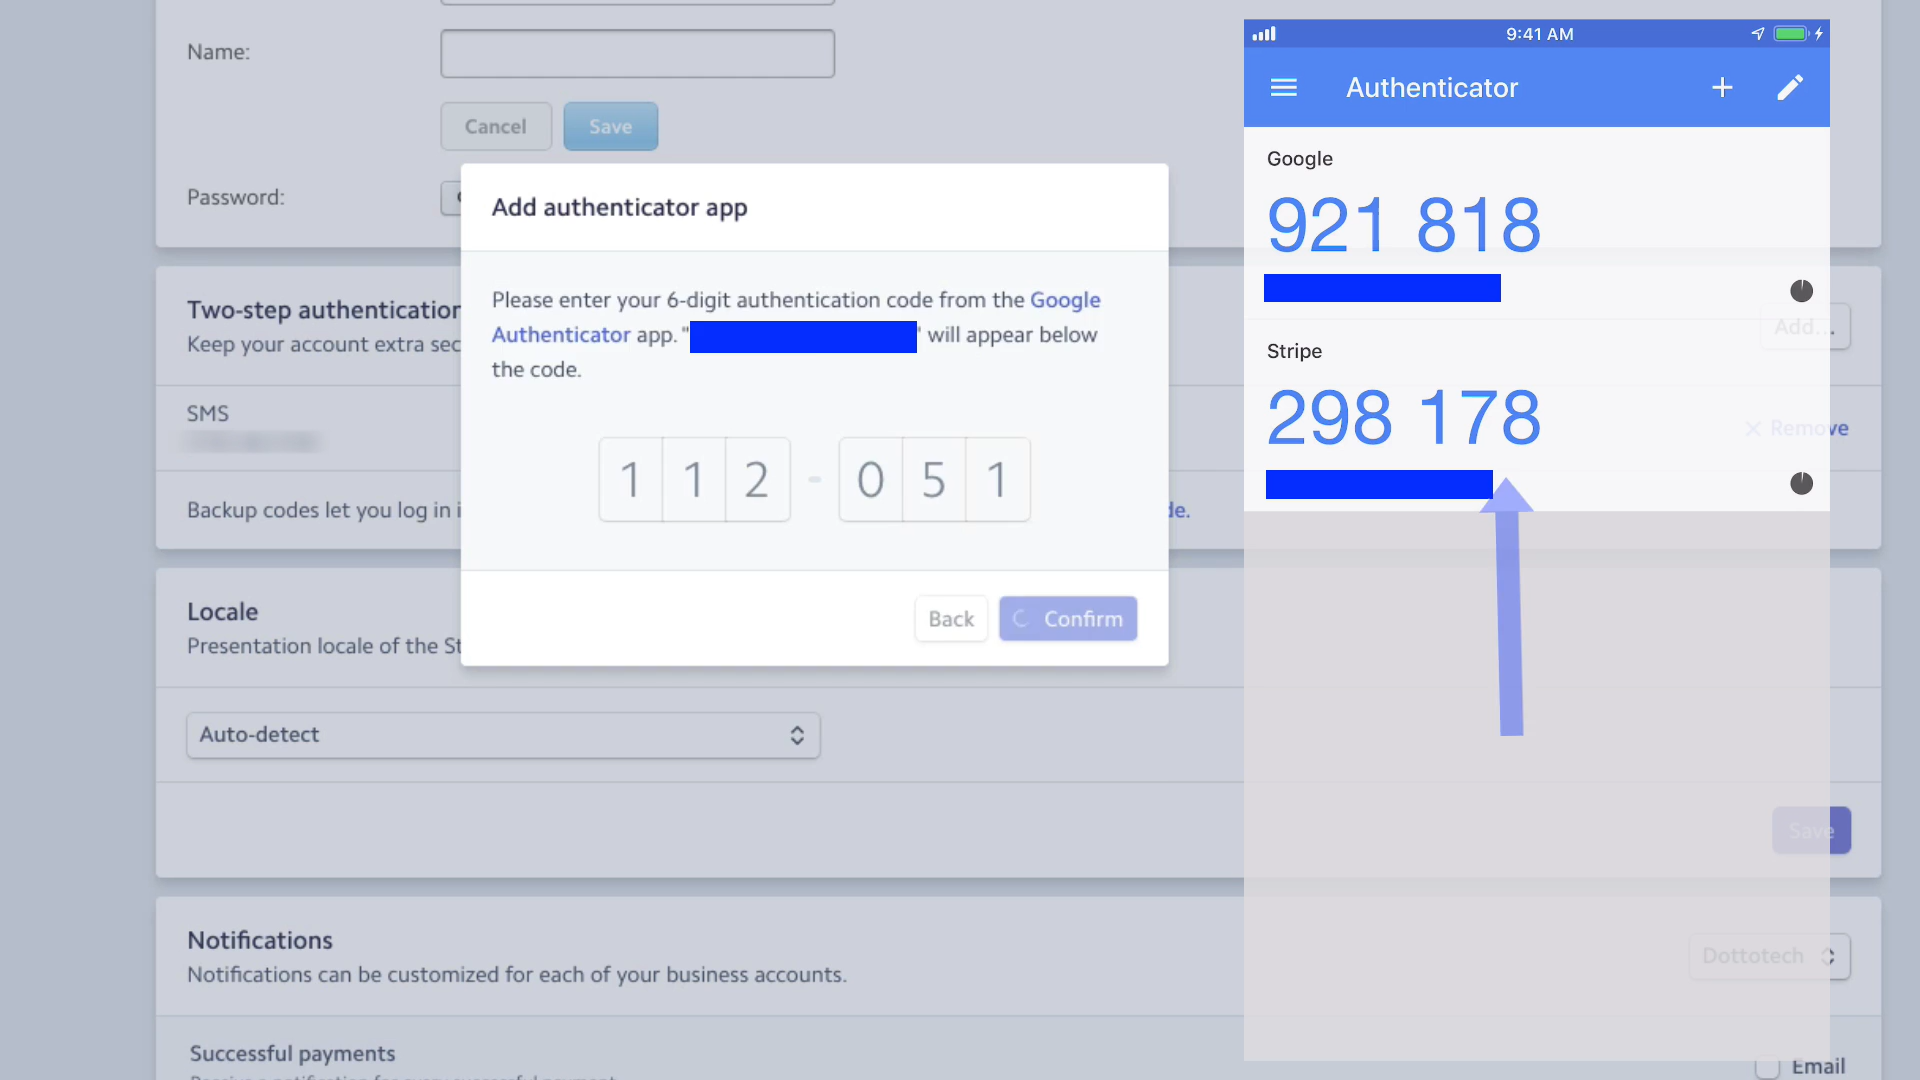 Name:
Cancel
Save
Password:
Add authenticator app
Please enter your 6-digit authentication code from the Google
Authenticator app. "
" will appear below
the code.
1 1 2 - 0 5 1
Back
Confirm
Two-step authentication
Keep your account extra sec
Add...
SMS
Remove
Backup codes let you log in i
de.
Locale
Presentation locale of the St
Auto-detect
Save
Notifications
Notifications can be customized for each of your business accounts.
Dottotech
Successful payments
Email
9:41 AM
Authenticator
Google
921 818
Stripe
298 178